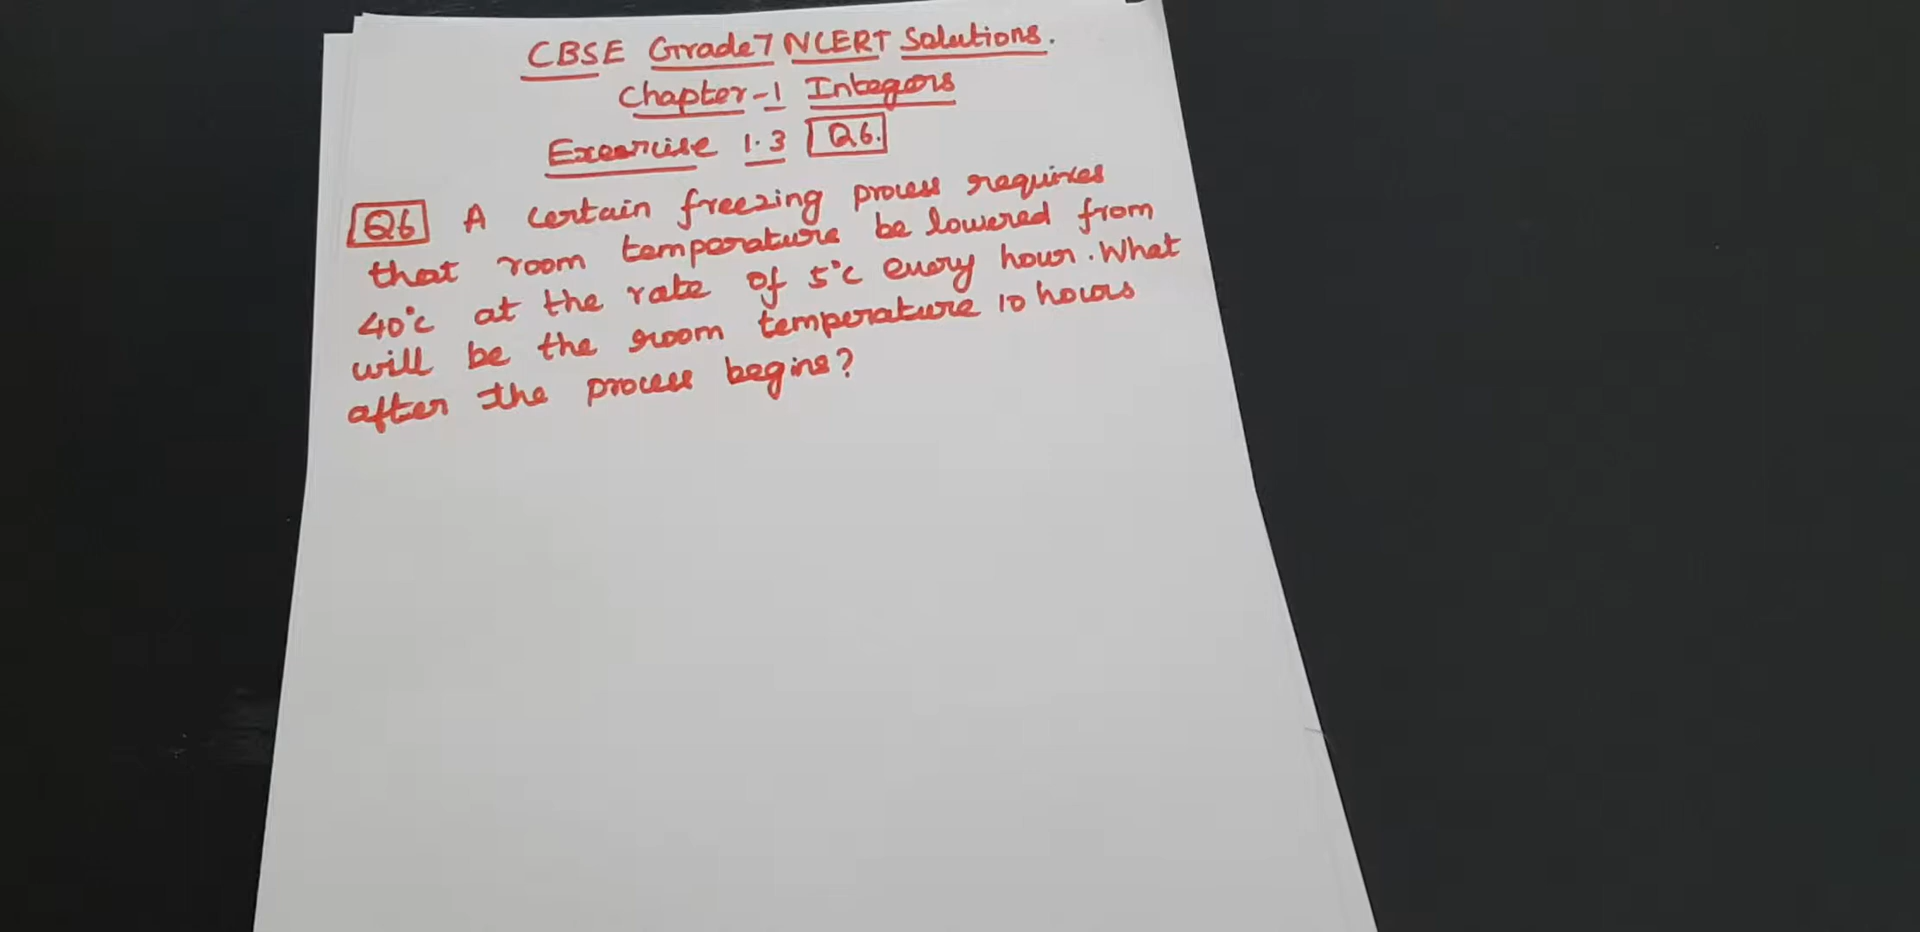 CBSE Grade 7 NCERT Solutions.
Chapter-1 Integers
Exercise 1.3 Q6.
Q6 A certain freezing process requires
that room temperature be lowered from
40°C at the rate of 5°C every hour. What
will be the room temperature 10 hours
after the process begins?